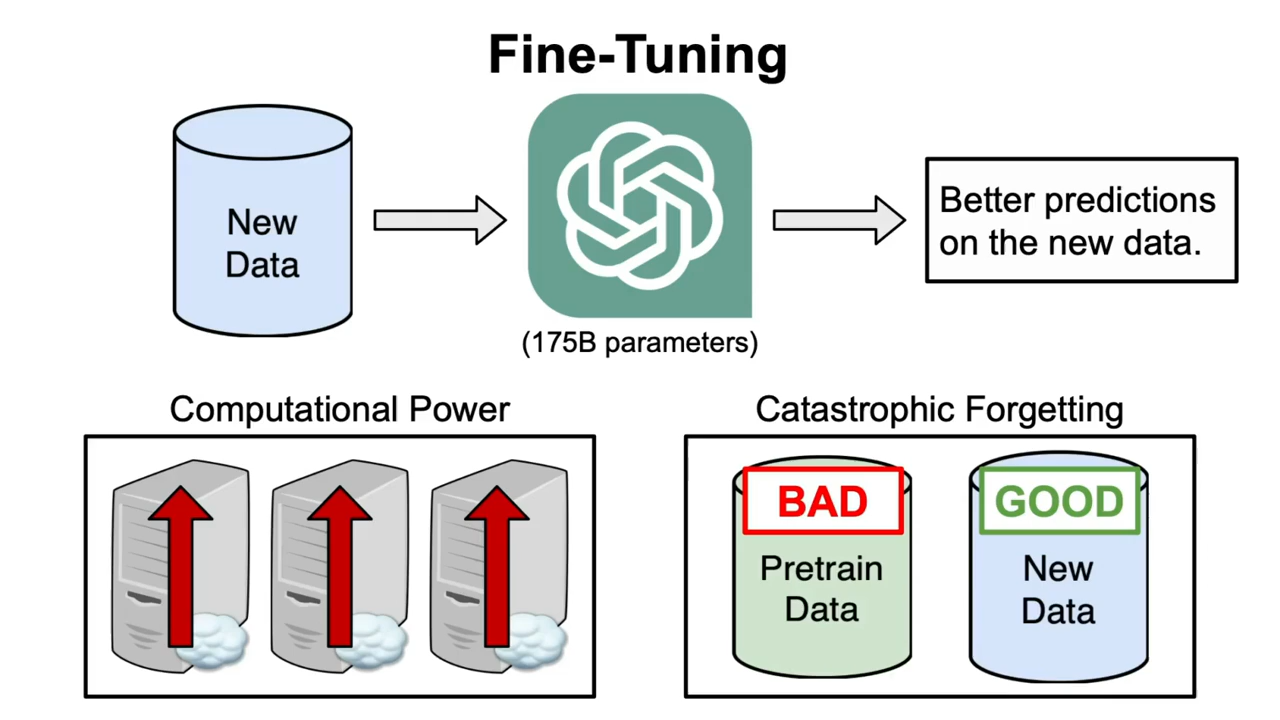 Fine-Tuning
New
Data
Better predictions
on the new data.
(175B parameters)
Computational Power
Catastrophic Forgetting
BAD
Pretrain
Data
GOOD
New
Data